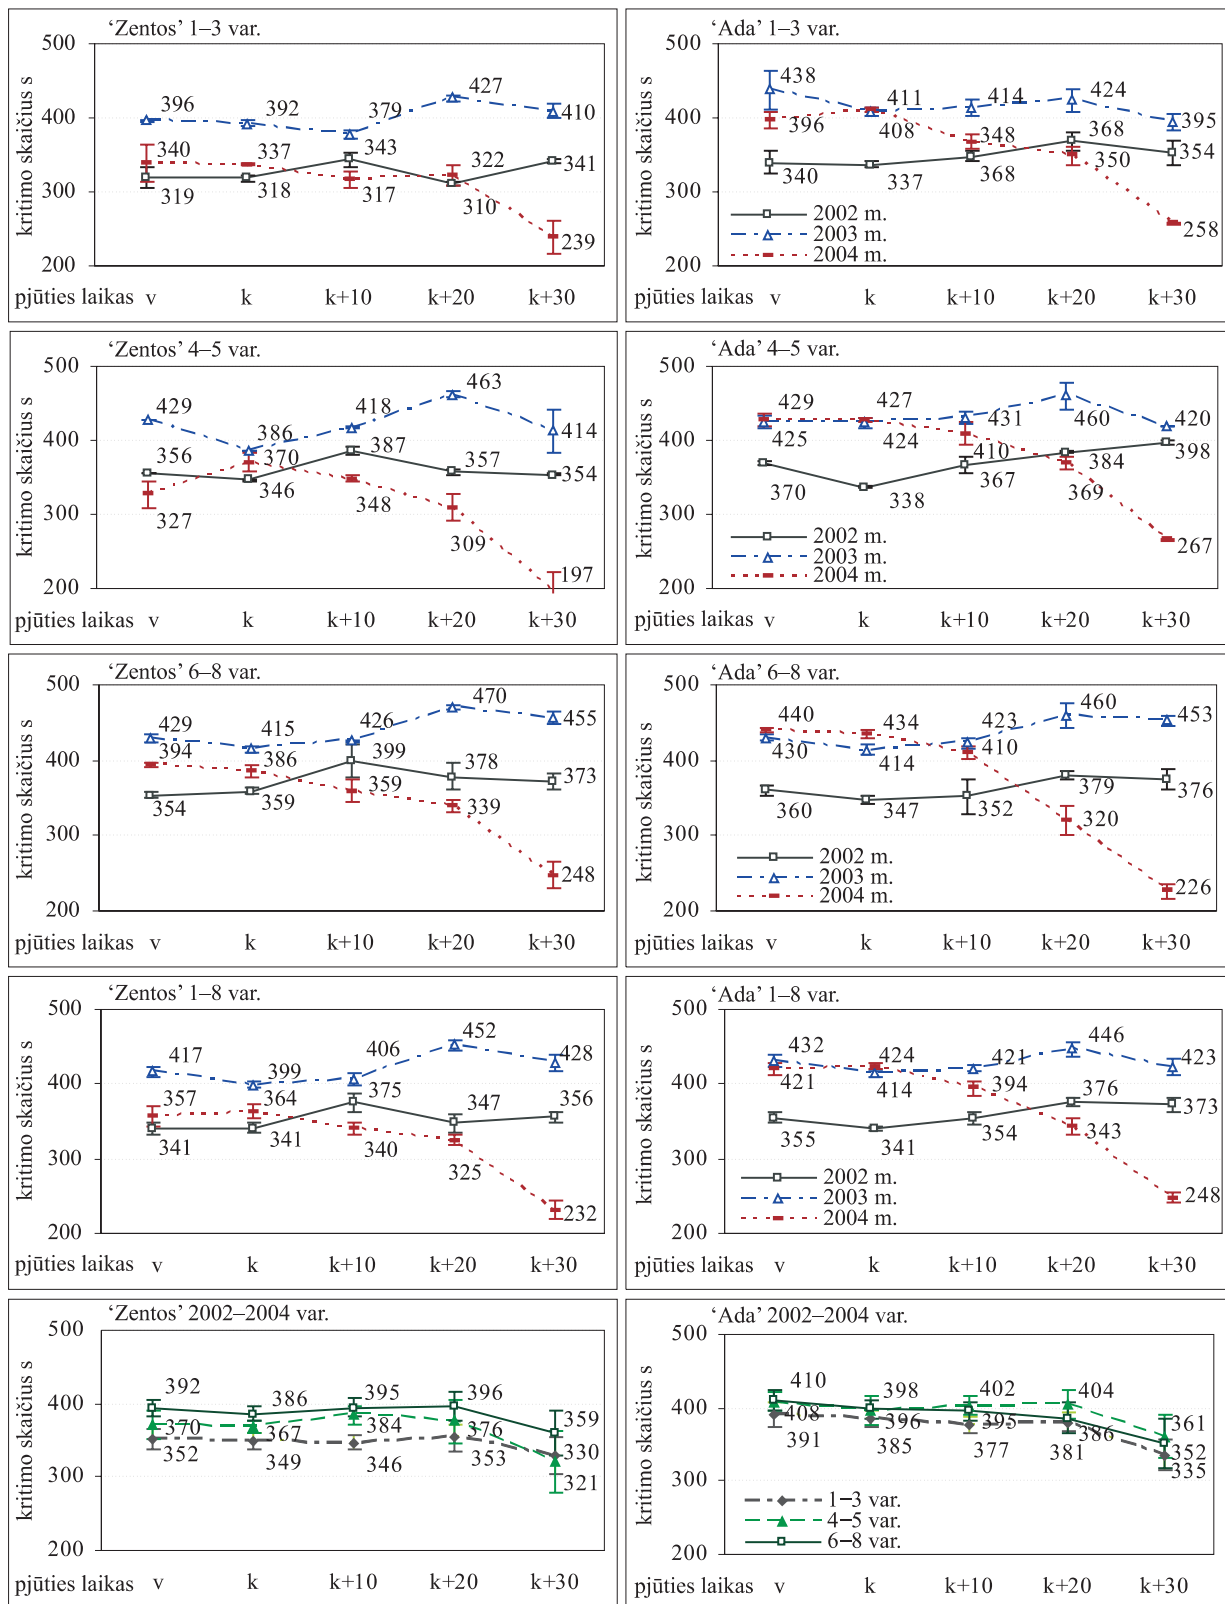 ‘Zentos’ 1–3 var.
kritimo skaičius s
500
400
300
200
396 392 379 427 410
340 337 343 322 341
319 318 317 310 239
pjūties laikas v k k+10 k+20 k+30
‘Ada’ 1–3 var.
kritimo skaičius s
500
400
300
200
438 411 414 424 395
396 408 348 368 354
340 337 368 350 258
2002 m.
2003 m.
2004 m.
pjūties laikas v k k+10 k+20 k+30
‘Zentos’ 4–5 var.
kritimo skaičius s
500
400
300
200
429 386 418 463 414
356 370 387 357 354
327 346 348 309 197
pjūties laikas v k k+10 k+20 k+30
‘Ada’ 4–5 var.
kritimo skaičius s
500
400
300
200
429 427 431 460 420
425 424 410 384 398
370 338 367 369 267
2002 m.
2003 m.
2004 m.
pjūties laikas v k k+10 k+20 k+30
‘Zentos’ 6–8 var.
kritimo skaičius s
500
400
300
200
429 415 426 470 455
394 386 399 378 373
354 359 359 339 248
pjūties laikas v k k+10 k+20 k+30
‘Ada’ 6–8 var.
kritimo skaičius s
500
400
300
200
440 434 423 460 453
430 414 410 379 376
360 347 352 320 226
2002 m.
2003 m.
2004 m.
pjūties laikas v k k+10 k+20 k+30
‘Zentos’ 1–8 var.
kritimo skaičius s
500
400
300
200
417 399 406 452 428
357 364 375 347 356
341 341 340 325 232
pjūties laikas v k k+10 k+20 k+30
‘Ada’ 1–8 var.
kritimo skaičius s
500
400
300
200
432 424 421 446 423
421 414 394 376 373
355 341 354 343 248
2002 m.
2003 m.
2004 m.
pjūties laikas v k k+10 k+20 k+30
‘Zentos’ 2002–2004 var.
kritimo skaičius s
500
400
300
200
392 386 395 396 359
370 367 384 376 330
352 349 346 353 321
pjūties laikas v k k+10 k+20 k+30
‘Ada’ 2002–2004 var.
kritimo skaičius s
500
400
300
200
410 398 402 404 361
408 396 395 386 352
391 385 377 381 335
1–3 var.
4–5 var.
6–8 var.
pjūties laikas v k k+10 k+20 k+30